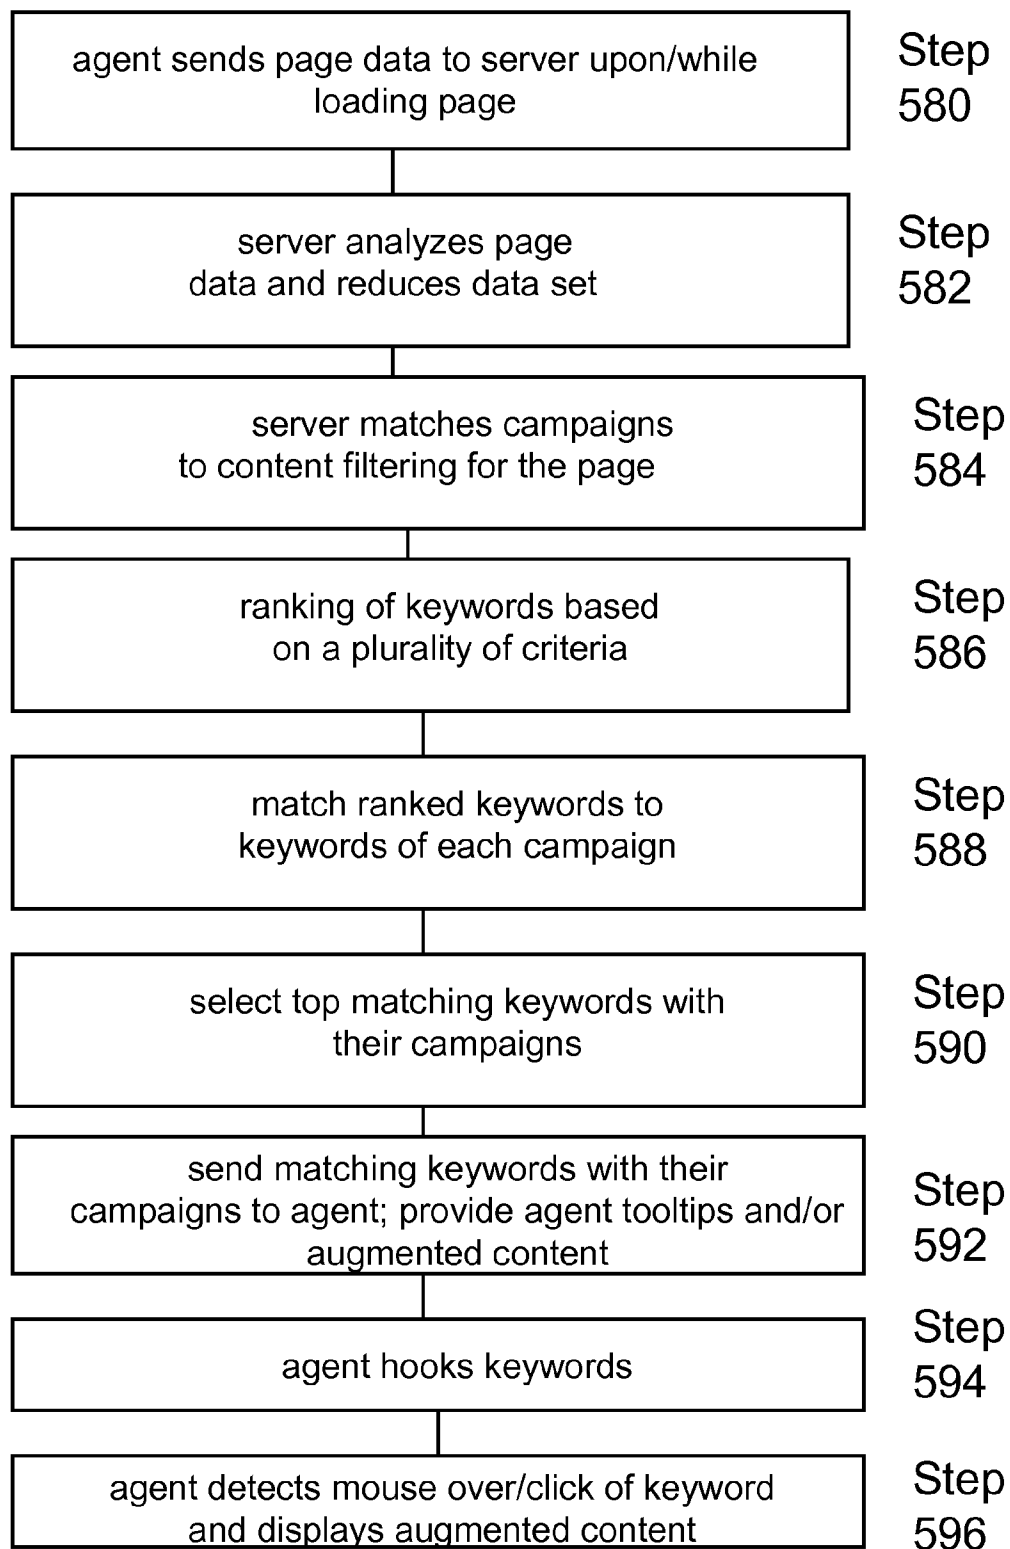 agent sends page data to server upon/while
loading page
Step
580
server analyzes page
data and reduces data set
Step
582
server matches campaigns
to content filtering for the page
Step
584
ranking of keywords based
on a plurality of criteria
Step
586
match ranked keywords to
keywords of each campaign
Step
588
select top matching keywords with
their campaigns
Step
590
send matching keywords with their
campaigns to agent; provide agent tooltips and/or
augmented content
Step
592
agent hooks keywords
Step
594
agent detects mouse over/click of keyword
and displays augmented content
Step
596